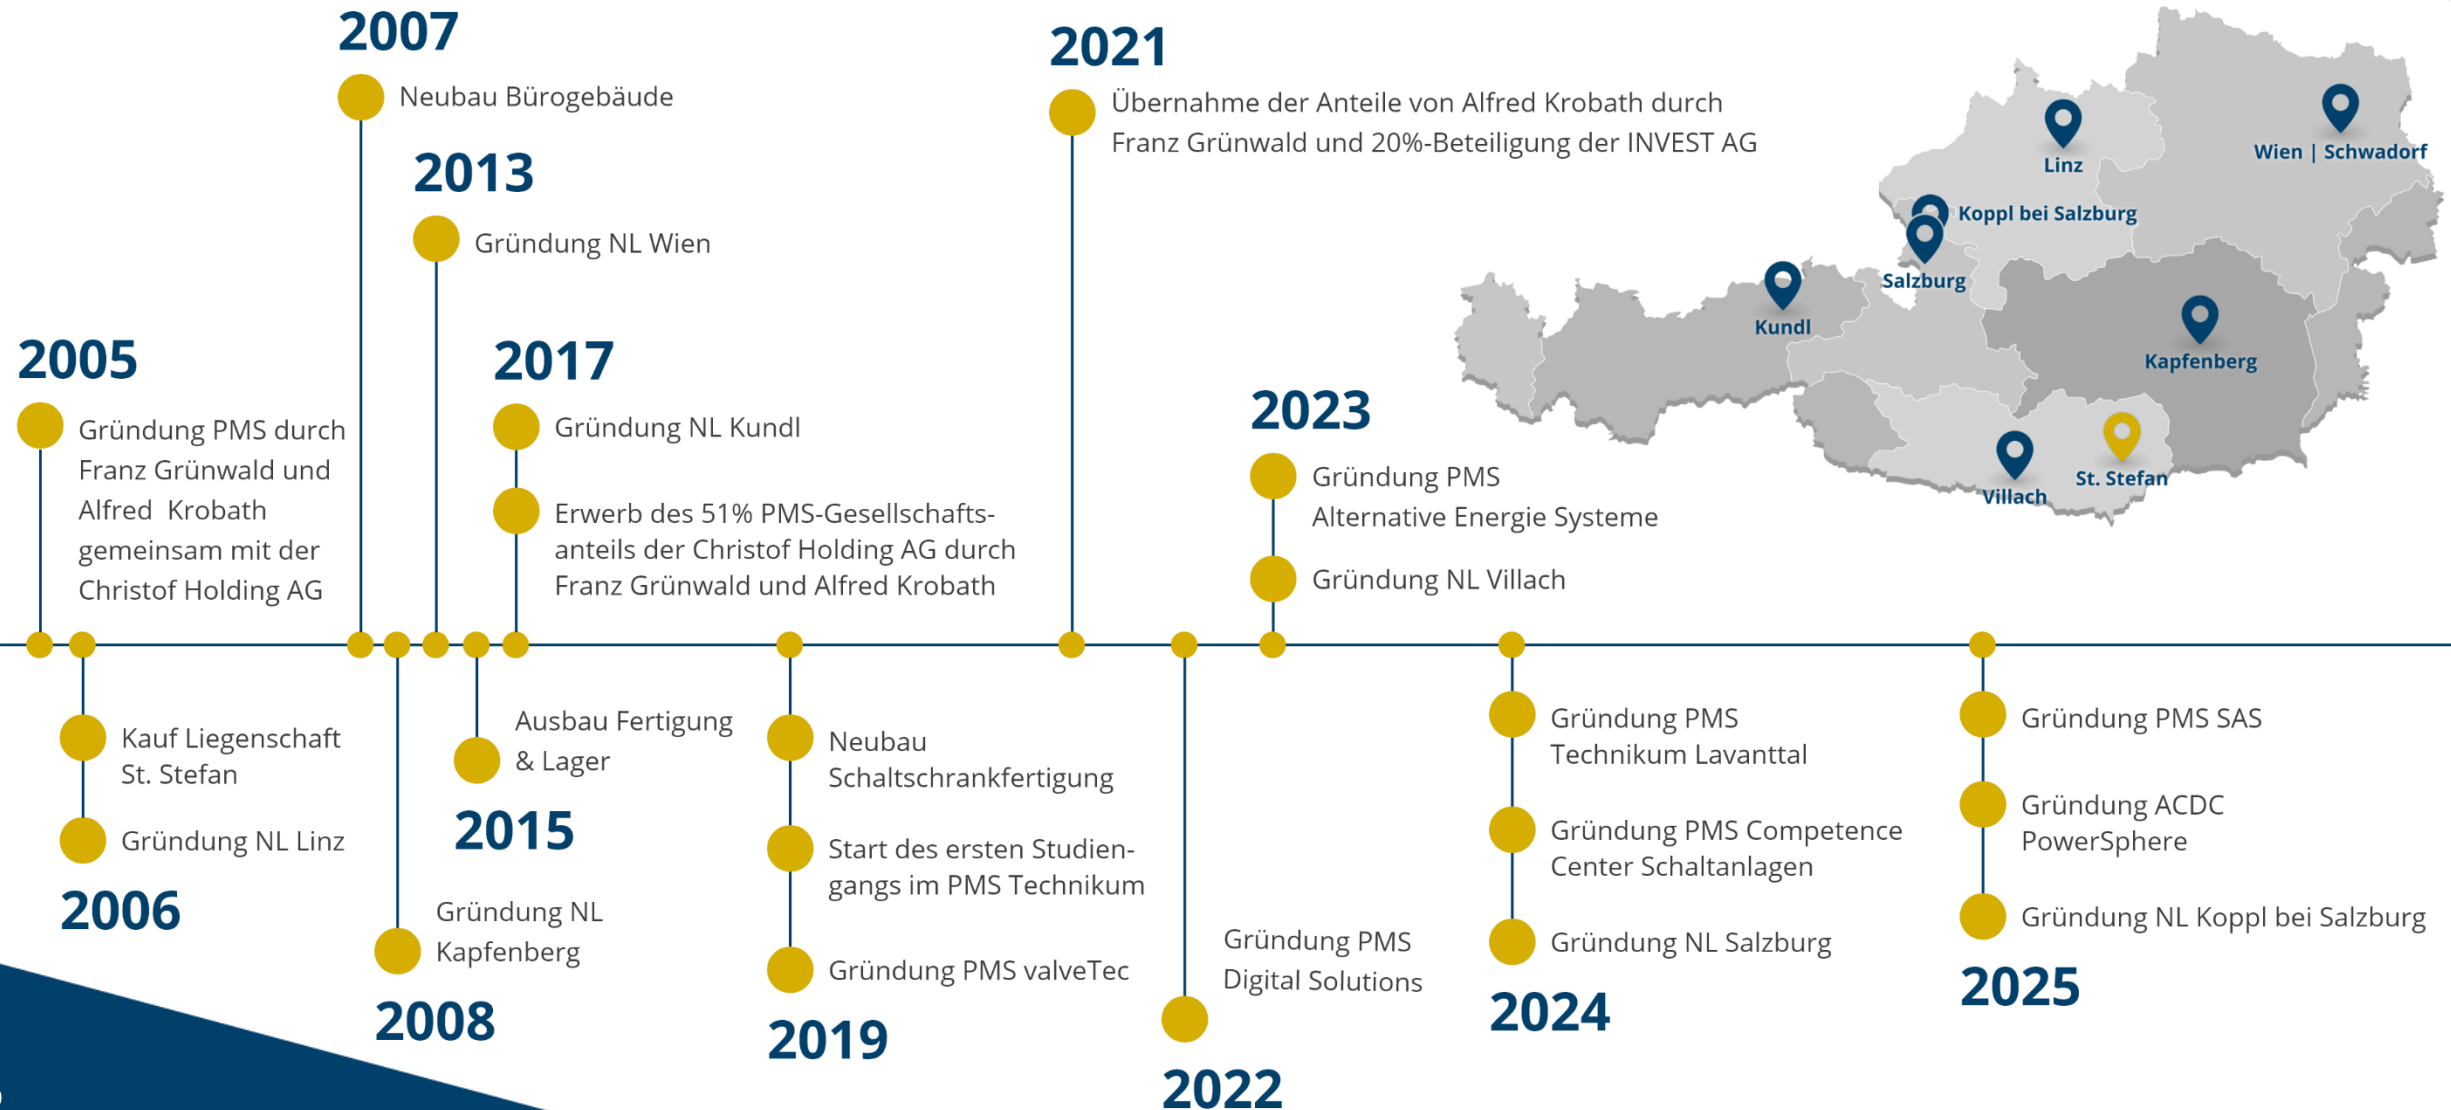 2005
Gründung PMS durch
Franz Grünwald und
Alfred Krobath
gemeinsam mit der
Christof Holding AG
Kauf Liegenschaft
St. Stefan
Gründung NL Linz
2006
2007
Neubau Bürogebäude
Gründung NL
Kapfenberg
2008
2013
Gründung NL Wien
Ausbau Fertigung
& Lager
2015
2017
Gründung NL Kundl
Erwerb des 51% PMS-Gesellschafts-
anteils der Christof Holding AG durch
Franz Grünwald und Alfred Krobath
Neubau
Schaltschrankfertigung
Start des ersten Studien-
gangs im PMS Technikum
Gründung PMS valveTec
2019
2021
Übernahme der Anteile von Alfred Krobath durch
Franz Grünwald und 20%-Beteiligung der INVEST AG
Gründung PMS
Digital Solutions
2022
2023
Gründung PMS
Alternative Energie Systeme
Gründung NL Villach
Gründung PMS
Technikum Lavanttal
Gründung PMS Competence
Center Schaltanlagen
Gründung NL Salzburg
2024
Gründung PMS SAS
Gründung ACDC
PowerSphere
Gründung NL Koppl bei Salzburg
2025
Linz
Wien | Schwadorf
Koppl bei Salzburg
Salzburg
Kundl
Kapfenberg
St. Stefan
Villach